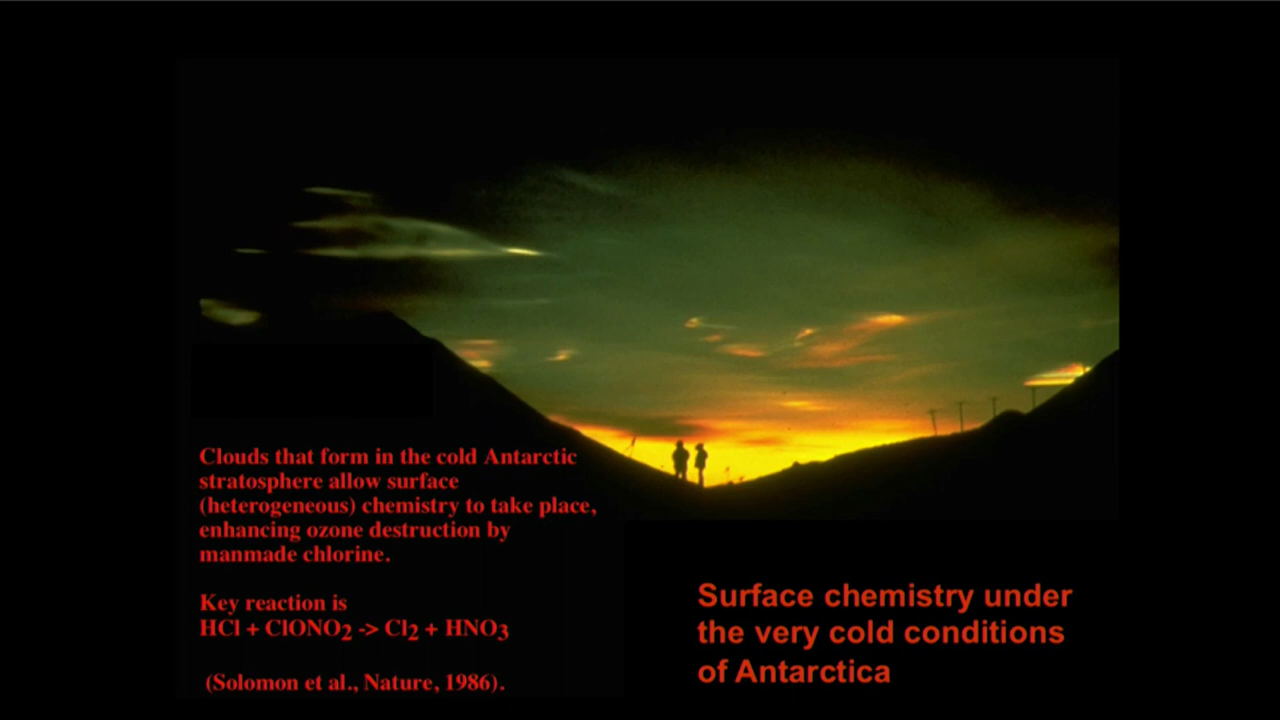 Clouds that form in the cold Antarctic
stratosphere allow surface
(heterogeneous) chemistry to take place,
enhancing ozone destruction by
manmade chlorine.
Key reaction is
HCl + ClONO2 -> Cl2 + HNO3
(Solomon et al., Nature, 1986).
Surface chemistry under
the very cold conditions
of Antarctica